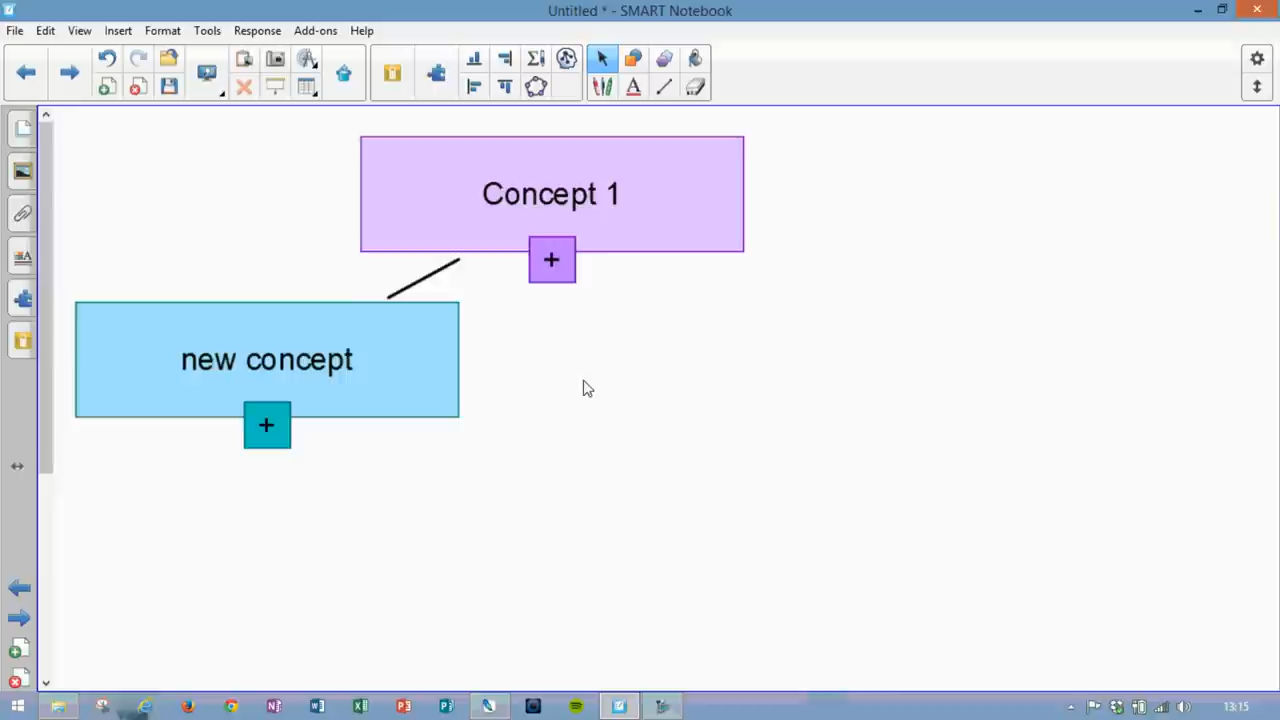 Untitled * - SMART Notebook
File Edit View Insert Format Tools Response Add-ons Help
Concept 1
+
new concept
+
13:15